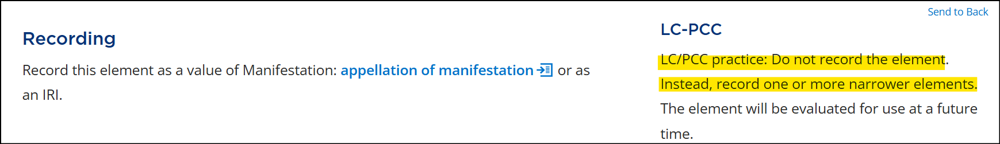 Send to Back
Recording
Record this element as a value of Manifestation: appellation of manifestation or as
an IRI.
LC-PCC
LC/PCC practice: Do not record the element.
Instead, record one or more narrower elements.
The element will be evaluated for use at a future
time.